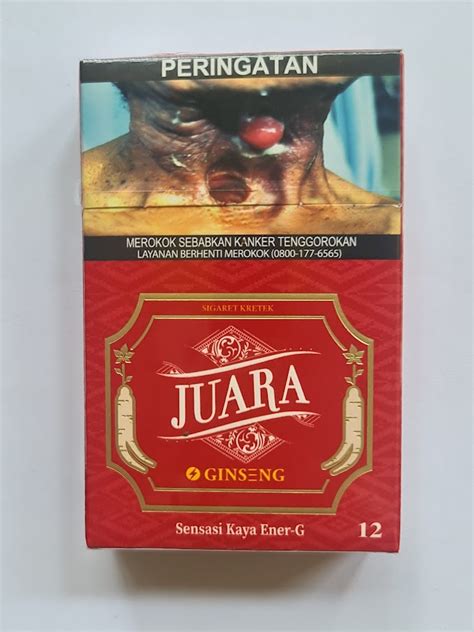 PERINGATAN
MEROKOK SEBABKAN KANKER TENGGOROKAN
LAYANAN BERHENTI MEROKOK (0800-177-6565)
SIGARET KRETEK
JUARA
GINSENG
Sensasi Kaya Ener-G
12